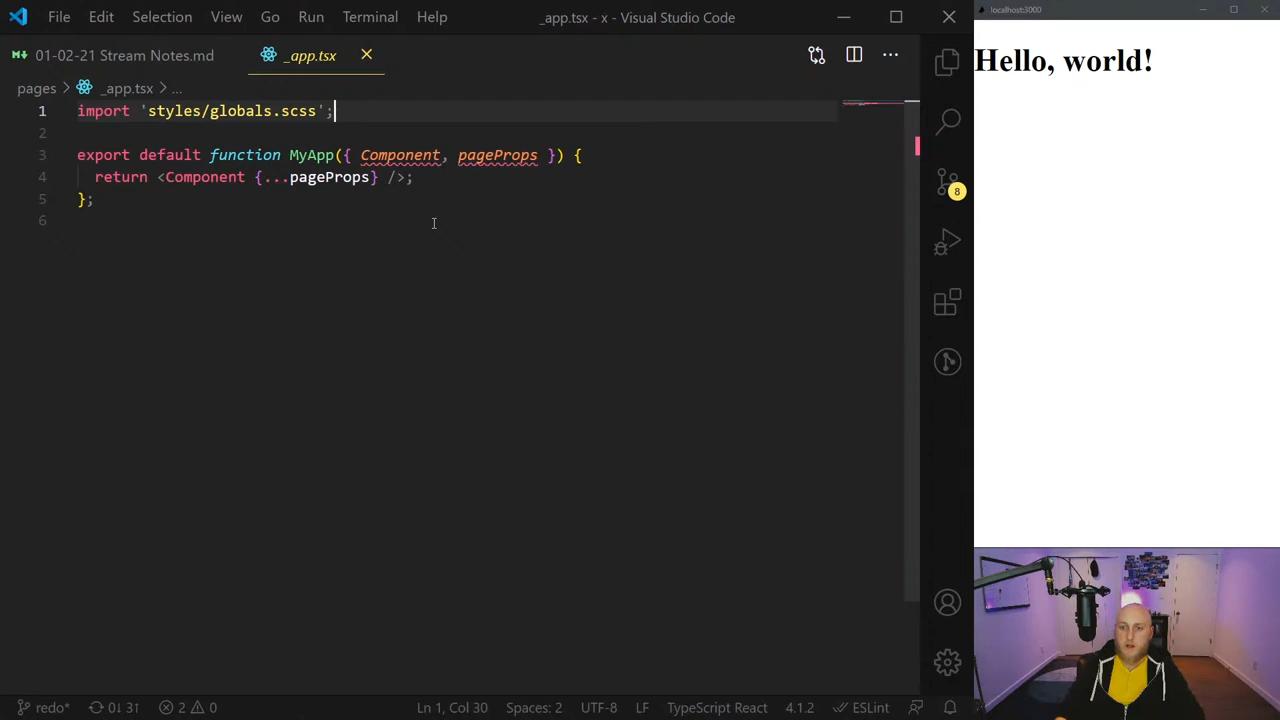 File Edit Selection View Go Run Terminal Help
_app.tsx - x - Visual Studio Code
localhost:3000
01-02-21 Stream Notes.md
_app.tsx
pages > _app.tsx > ...
1 import 'styles/globals.scss';
2
3 export default function MyApp({ Component, pageProps }) {
4 return <Component {...pageProps} />;
5 };
6
8
redo* 0↓ 3↑ 2 0
Ln 1, Col 30 Spaces: 2 UTF-8 LF TypeScript React 4.1.2 ESLint
Hello, world!